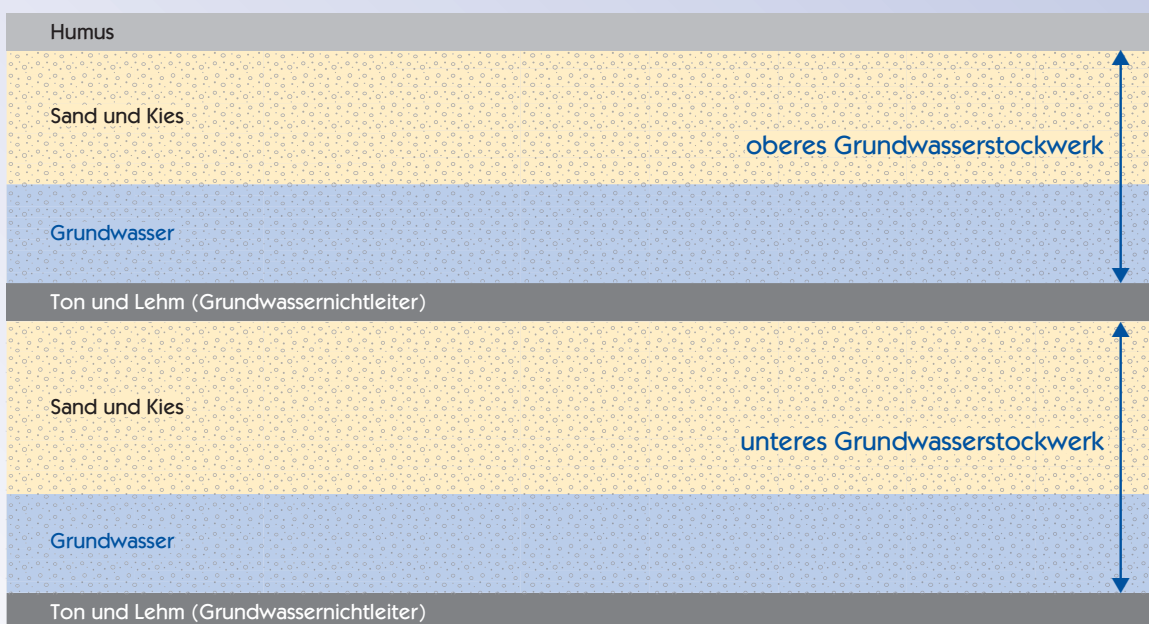 Humus
Sand und Kies
oberes Grundwasserstockwerk
Grundwasser
Ton und Lehm (Grundwassernichtleiter)
Sand und Kies
unteres Grundwasserstockwerk
Grundwasser
Ton und Lehm (Grundwassernichtleiter)